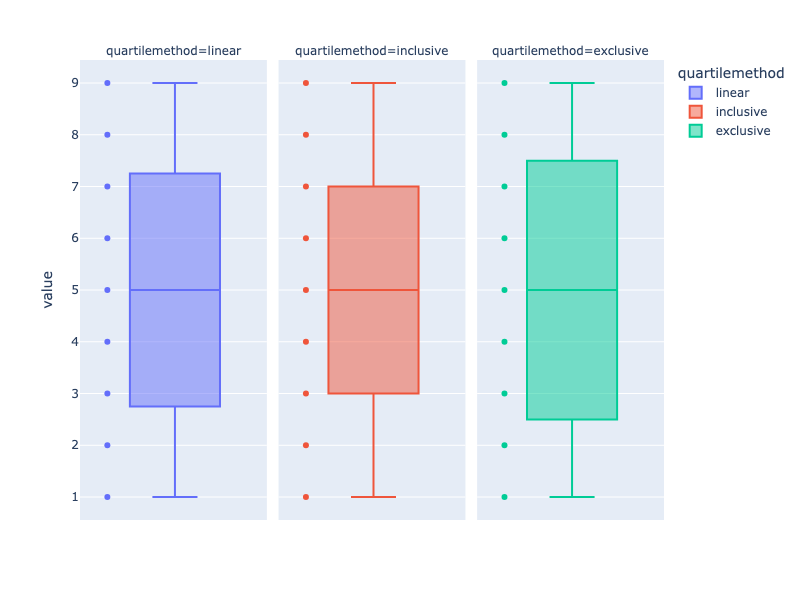 quartilemethod=linear
quartilemethod=inclusive
quartilemethod=exclusive
quartilemethod
linear
inclusive
exclusive
value
9
8
7
6
5
4
3
2
1